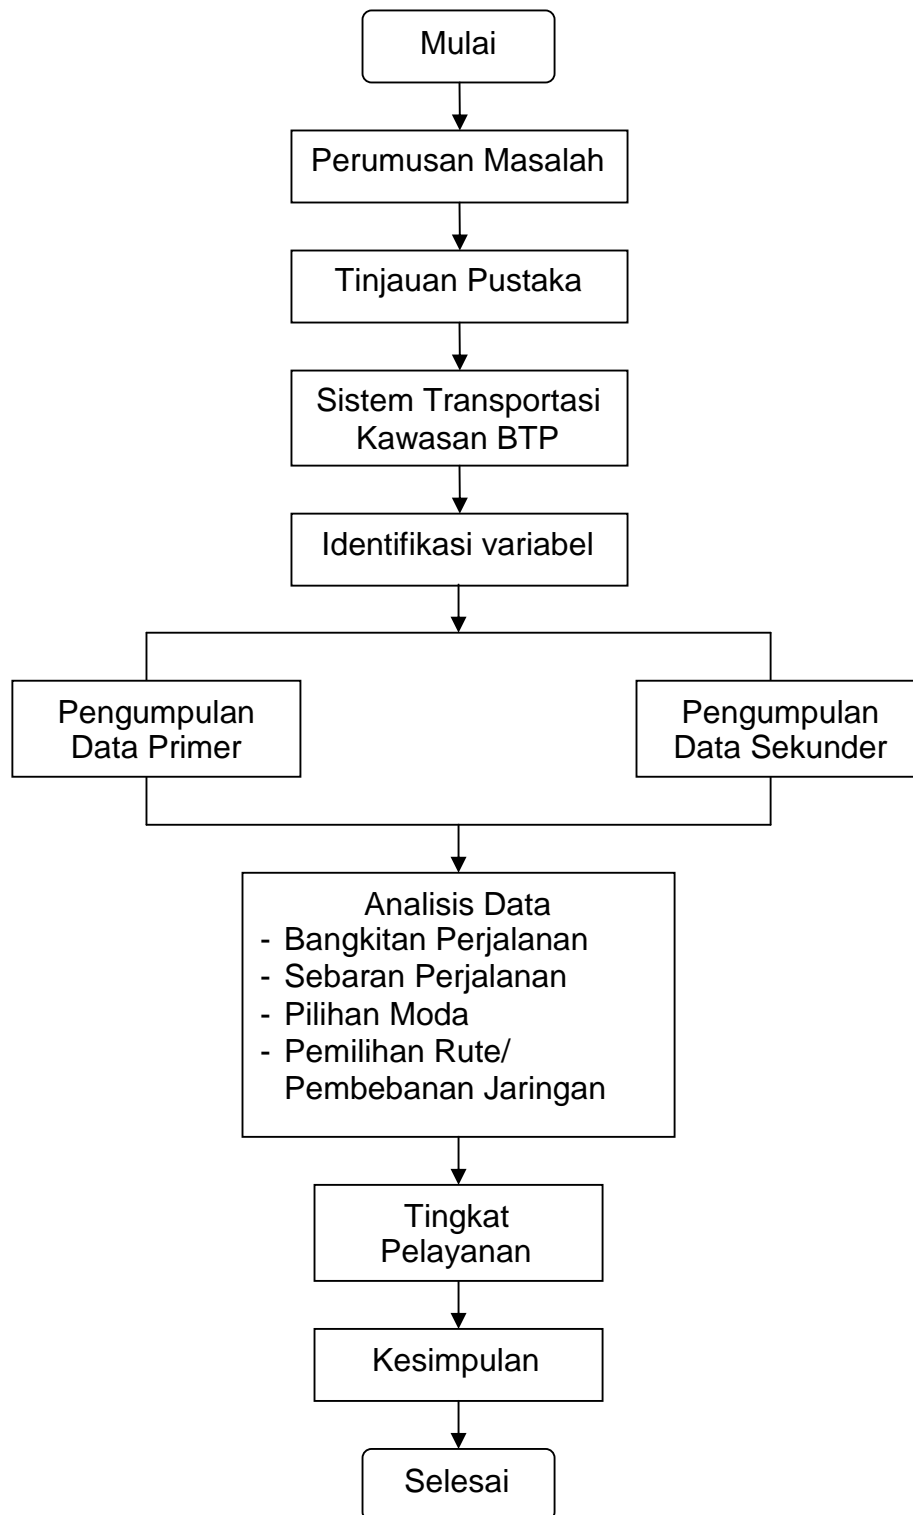 Mulai
Perumusan Masalah
Tinjauan Pustaka
Sistem Transportasi
Kawasan BTP
Identifikasi variabel
Pengumpulan
Data Primer
Pengumpulan
Data Sekunder
Analisis Data
- Bangkitan Perjalanan
- Sebaran Perjalanan
- Pilihan Moda
- Pemilihan Rute/
Pembebanan Jaringan
Tingkat
Pelayanan
Kesimpulan
Selesai